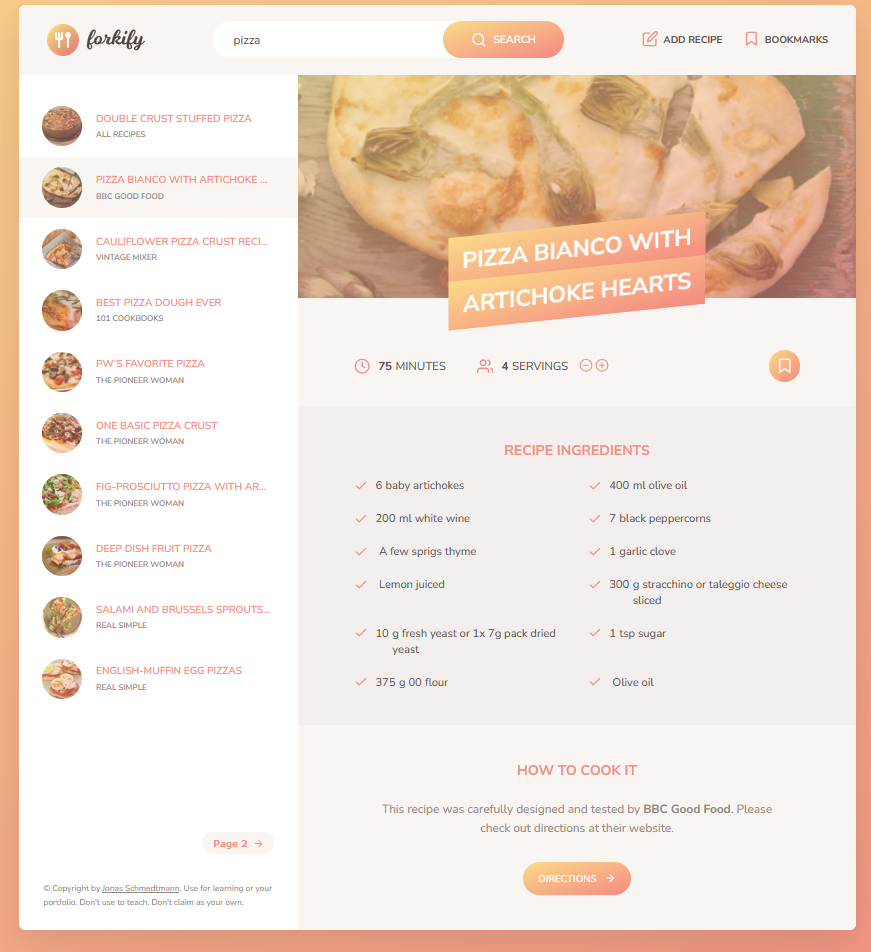 forkify
pizza
SEARCH
ADD RECIPE
BOOKMARKS
DOUBLE CRUST STUFFED PIZZA
ALL RECIPES
PIZZA BIANCO WITH ARTICHOKE ...
BBC GOOD FOOD
CAULIFLOWER PIZZA CRUST RECI...
VINTAGE MIXER
BEST PIZZA DOUGH EVER
101 COOKBOOKS
PW'S FAVORITE PIZZA
THE PIONEER WOMAN
ONE BASIC PIZZA CRUST
THE PIONEER WOMAN
FIG-PROSCIUTTO PIZZA WITH AR...
THE PIONEER WOMAN
DEEP DISH FRUIT PIZZA
THE PIONEER WOMAN
SALAMI AND BRUSSELS SPROUTS...
REAL SIMPLE
ENGLISH-MUFFIN EGG PIZZAS
REAL SIMPLE
Page 2
© Copyright by Jonas Schmedtmann. Use for learning or your
portfolio. Don't use to teach. Don't claim as your own.
PIZZA BIANCO WITH
ARTICHOKE HEARTS
75 MINUTES
4 SERVINGS
RECIPE INGREDIENTS
6 baby artichokes
400 ml olive oil
200 ml white wine
7 black peppercorns
A few sprigs thyme
1 garlic clove
Lemon juiced
300 g stracchino or taleggio cheese
sliced
10 g fresh yeast or 1x 7g pack dried
yeast
1 tsp sugar
375 g 00 flour
Olive oil
HOW TO COOK IT
This recipe was carefully designed and tested by BBC Good Food. Please
check out directions at their website.
DIRECTIONS